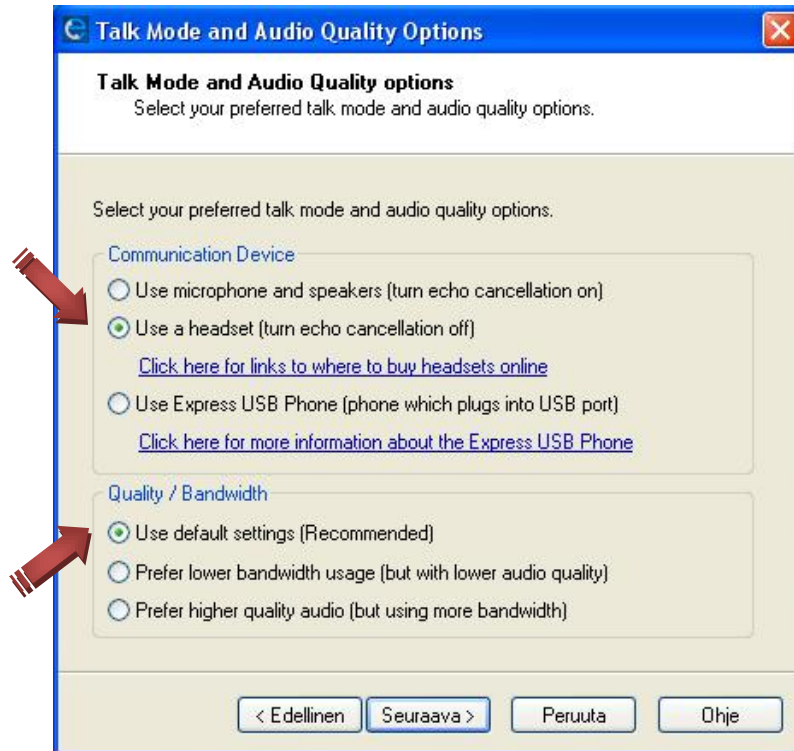 Talk Mode and Audio Quality Options
Talk Mode and Audio Quality options
Select your preferred talk mode and audio quality options.
Select your preferred talk mode and audio quality options.
Communication Device
Use microphone and speakers (turn echo cancellation on)
Use a headset (turn echo cancellation off)
Click here for links to where to buy headsets online
Use Express USB Phone (phone which plugs into USB port)
Click here for more information about the Express USB Phone
Quality / Bandwidth
Use default settings (Recommended)
Prefer lower bandwidth usage (but with lower audio quality)
Prefer higher quality audio (but using more bandwidth)
< Edellinen Seuraava > Peruuta Ohje